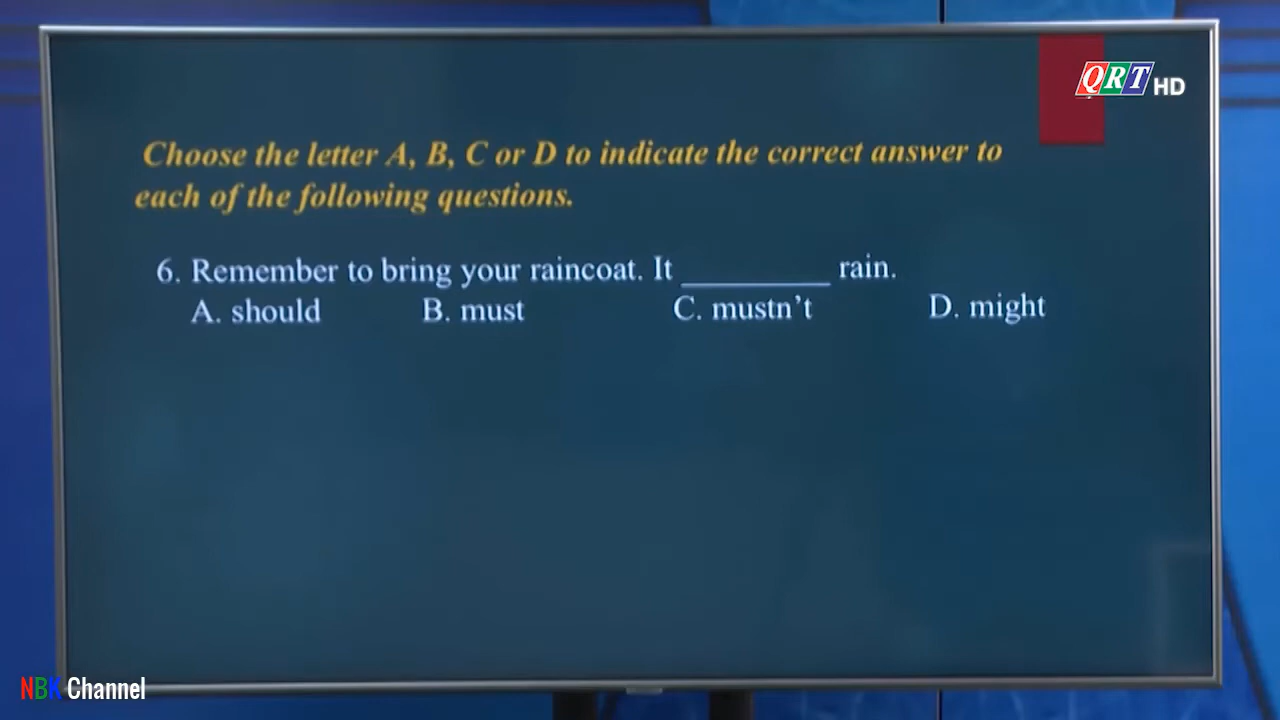 QRT HD
Choose the letter A, B, C or D to indicate the correct answer to
each of the following questions.
6. Remember to bring your raincoat. It __________ rain.
A. should B. must C. mustn't D. might
NBK Channel